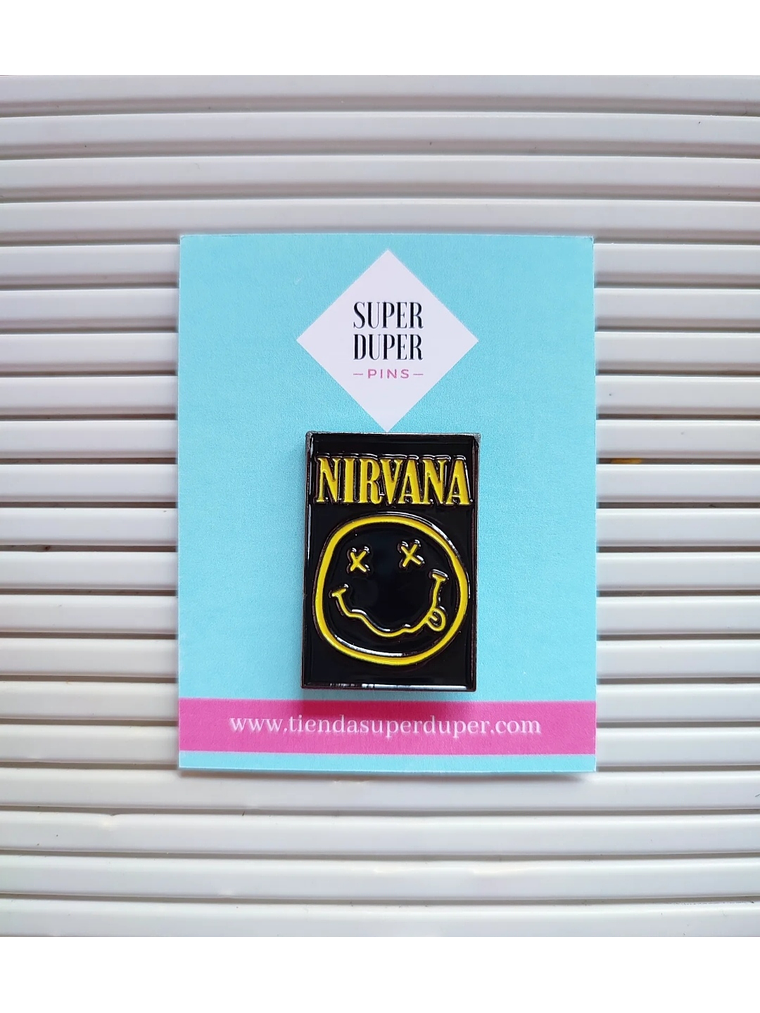 SUPER
DUPER
–PINS–
NIRVANA
x x
www.tiendasuperduper.com